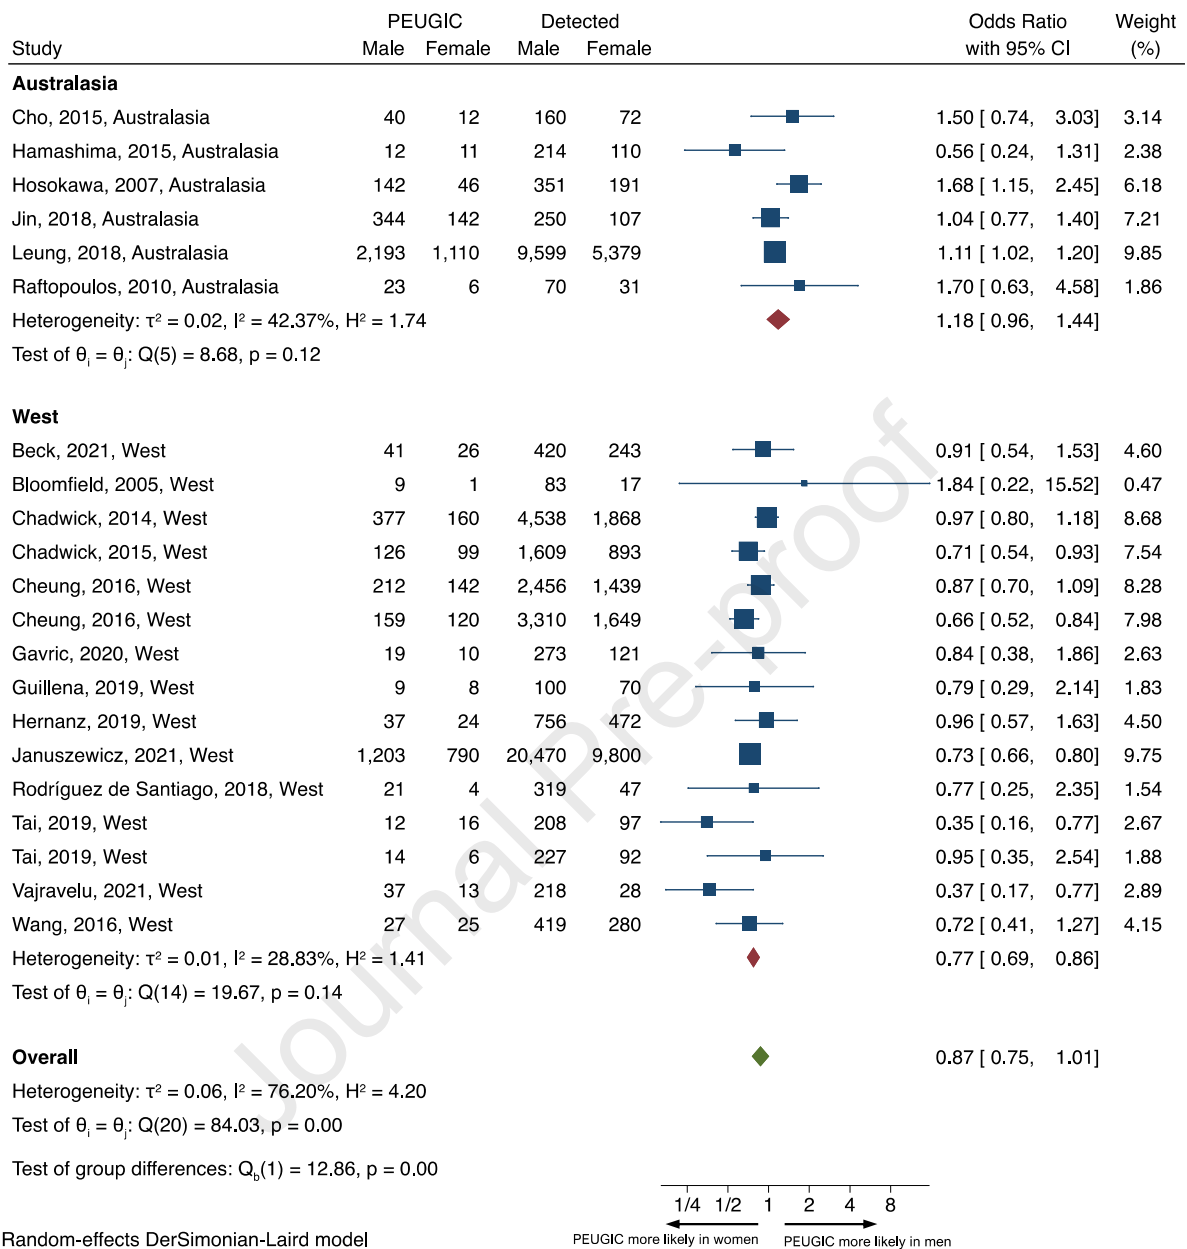 PEUGIC Detected Odds Ratio Weight
Study Male Female Male Female with 95% CI (%)
Australasia
Cho, 2015, Australasia 40 12 160 72 1.50 [ 0.74, 3.03] 3.14
Hamashima, 2015, Australasia 12 11 214 110 0.56 [ 0.24, 1.31] 2.38
Hosokawa, 2007, Australasia 142 46 351 191 1.68 [ 1.15, 2.45] 6.18
Jin, 2018, Australasia 344 142 250 107 1.04 [ 0.77, 1.40] 7.21
Leung, 2018, Australasia 2,193 1,110 9,599 5,379 1.11 [ 1.02, 1.20] 9.85
Raftopoulos, 2010, Australasia 23 6 70 31 1.70 [ 0.63, 4.58] 1.86
Heterogeneity: τ² = 0.02, I² = 42.37%, H² = 1.74 1.18 [ 0.96, 1.44]
Test of θᵢ = θⱼ: Q(5) = 8.68, p = 0.12
West
Beck, 2021, West 41 26 420 243 0.91 [ 0.54, 1.53] 4.60
Bloomfield, 2005, West 9 1 83 17 1.84 [ 0.22, 15.52] 0.47
Chadwick, 2014, West 377 160 4,538 1,868 0.97 [ 0.80, 1.18] 8.68
Chadwick, 2015, West 126 99 1,609 893 0.71 [ 0.54, 0.93] 7.54
Cheung, 2016, West 212 142 2,456 1,439 0.87 [ 0.70, 1.09] 8.28
Cheung, 2016, West 159 120 3,310 1,649 0.66 [ 0.52, 0.84] 7.98
Gavric, 2020, West 19 10 273 121 0.84 [ 0.38, 1.86] 2.63
Guillena, 2019, West 9 8 100 70 0.79 [ 0.29, 2.14] 1.83
Hernanz, 2019, West 37 24 756 472 0.96 [ 0.57, 1.63] 4.50
Januszewicz, 2021, West 1,203 790 20,470 9,800 0.73 [ 0.66, 0.80] 9.75
Rodríguez de Santiago, 2018, West 21 4 319 47 0.77 [ 0.25, 2.35] 1.54
Tai, 2019, West 12 16 208 97 0.35 [ 0.16, 0.77] 2.67
Tai, 2019, West 14 6 227 92 0.95 [ 0.35, 2.54] 1.88
Vajravelu, 2021, West 37 13 218 28 0.37 [ 0.17, 0.77] 2.89
Wang, 2016, West 27 25 419 280 0.72 [ 0.41, 1.27] 4.15
Heterogeneity: τ² = 0.01, I² = 28.83%, H² = 1.41 0.77 [ 0.69, 0.86]
Test of θᵢ = θⱼ: Q(14) = 19.67, p = 0.14
Overall 0.87 [ 0.75, 1.01]
Heterogeneity: τ² = 0.06, I² = 76.20%, H² = 4.20
Test of θᵢ = θⱼ: Q(20) = 84.03, p = 0.00
Test of group differences: Q_b(1) = 12.86, p = 0.00
1/4 1/2 1 2 4 8
PEUGIC more likely in women PEUGIC more likely in men
Random-effects DerSimonian-Laird model
Journal Pre-proof